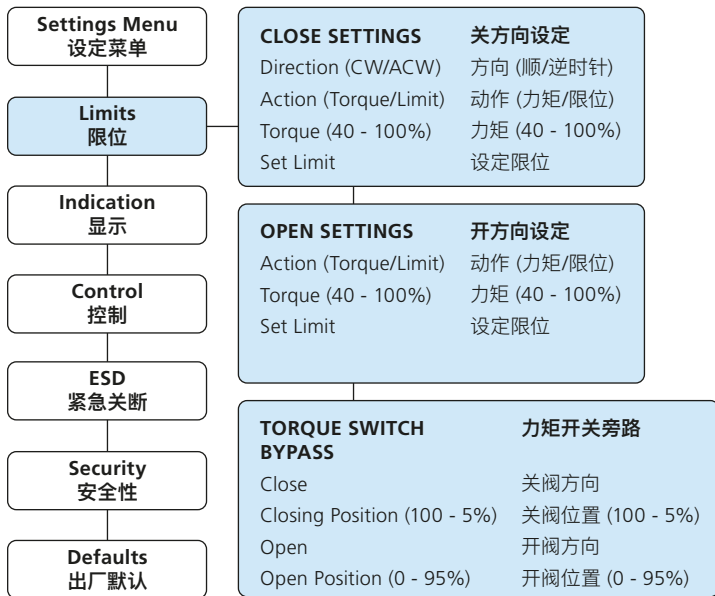 Settings Menu
设定菜单
Limits
限位
Indication
显示
Control
控制
ESD
紧急关断
Security
安全性
Defaults
出厂默认
CLOSE SETTINGS 关方向设定
Direction (CW/ACW) 方向 (顺/逆时针)
Action (Torque/Limit) 动作 (力矩/限位)
Torque (40 - 100%) 力矩 (40 - 100%)
Set Limit 设定限位
OPEN SETTINGS 开方向设定
Action (Torque/Limit) 动作 (力矩/限位)
Torque (40 - 100%) 力矩 (40 - 100%)
Set Limit 设定限位
TORQUE SWITCH 力矩开关旁路
BYPASS
Close 关阀方向
Closing Position (100 - 5%) 关阀位置 (100 - 5%)
Open 开阀方向
Open Position (0 - 95%) 开阀位置 (0 - 95%)